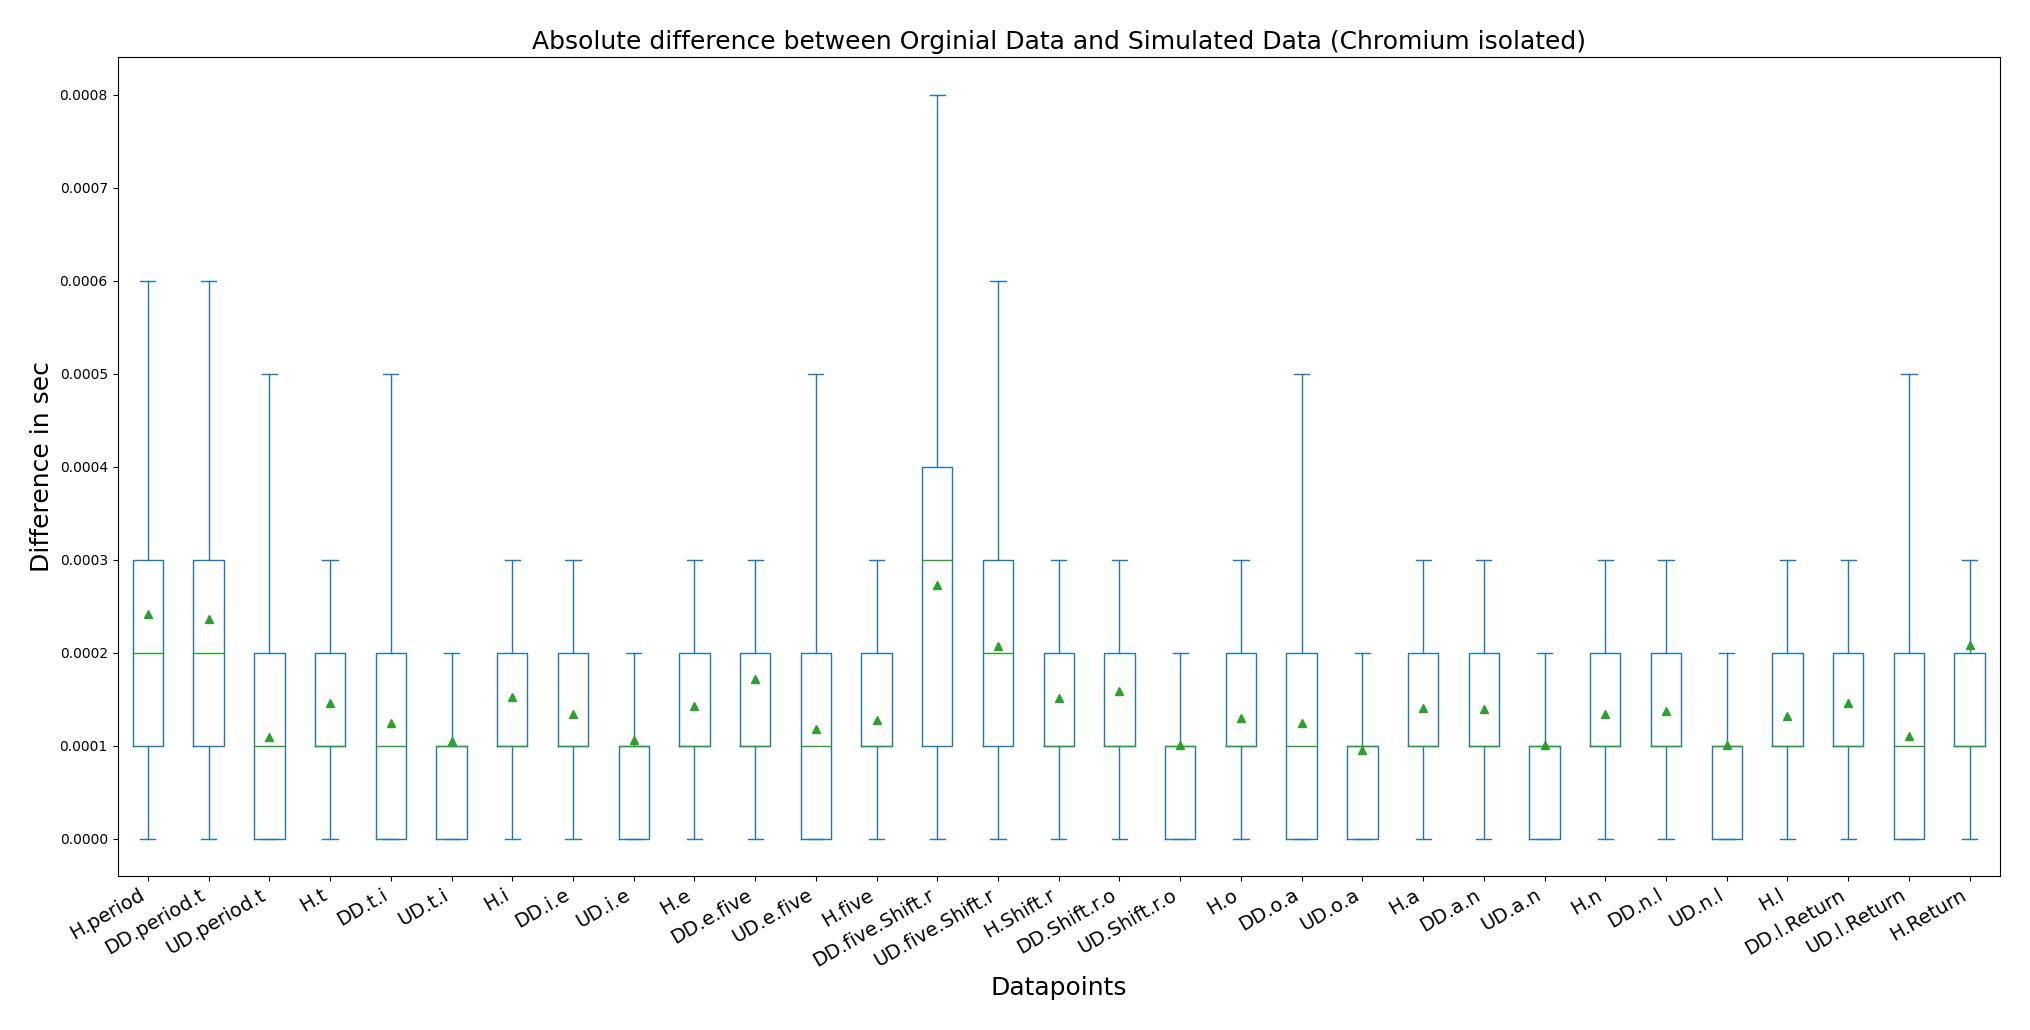 Absolute difference between Orginial Data and Simulated Data (Chromium isolated)
Difference in sec
0.0008
0.0007
0.0006
0.0005
0.0004
0.0003
0.0002
0.0001
0.0000
H.period
DD.period.t
UD.period.t
H.t
DD.t.i
UD.t.i
H.i
DD.i.e
UD.i.e
H.e
DD.e.five
UD.e.five
H.five
DD.five.Shift.r
UD.five.Shift.r
H.Shift.r
DD.Shift.r.o
UD.Shift.r.o
H.o
DD.o.a
UD.o.a
H.a
DD.a.n
UD.a.n
H.n
DD.n.l
UD.n.l
H.l
DD.l.Return
UD.l.Return
H.Return
Datapoints